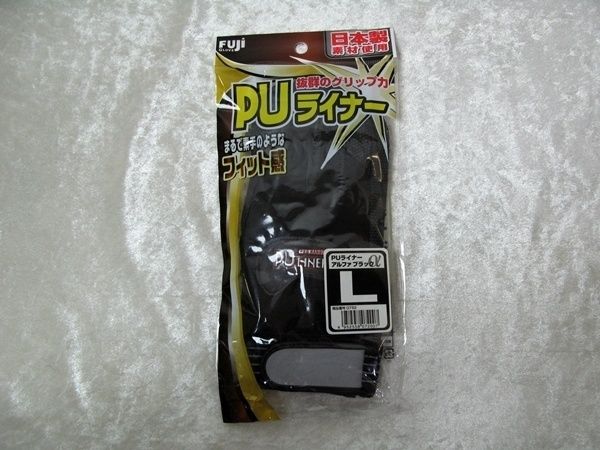 FUJI
GLOVE
日本製
素材使用
抜群のグリップ力
PUライナー
まるで素手のような
フィット感
PU LINER
PUライナー
アルファ ブラック
α
L